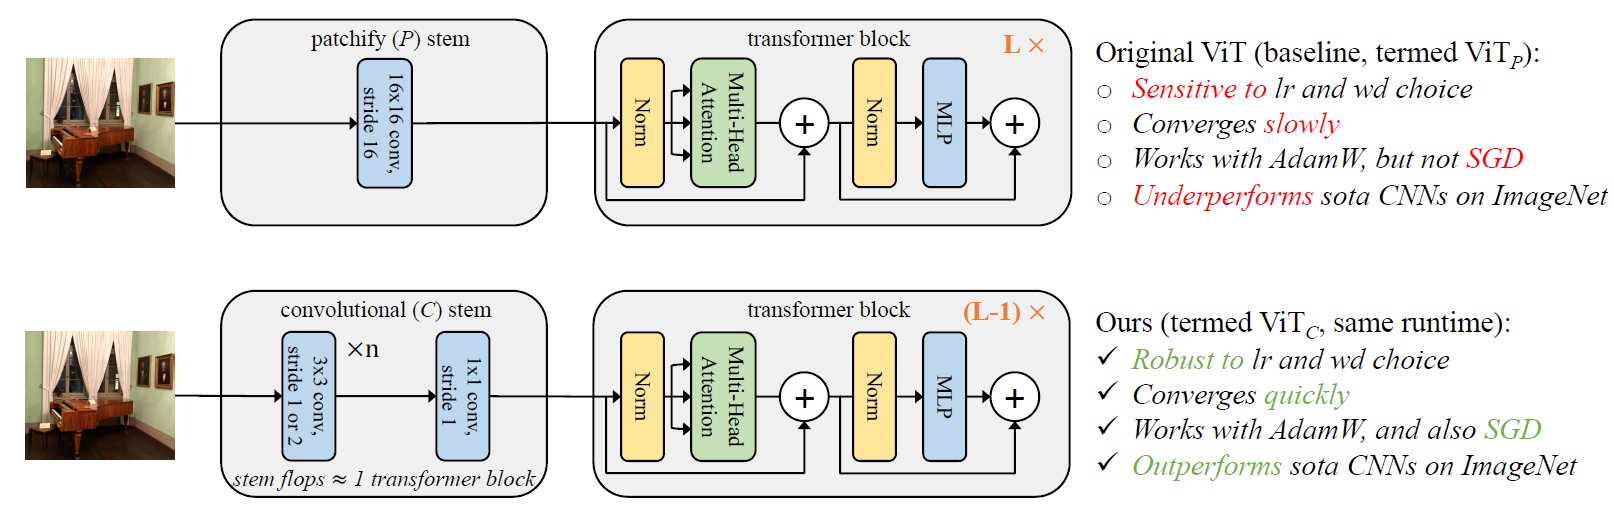 patchify (P) stem
16x16 conv,
stride 16
transformer block
L ×
Norm
Multi-Head
Attention
+
Norm
MLP
+
Original ViT (baseline, termed ViTP):
○ Sensitive to lr and wd choice
○ Converges slowly
○ Works with AdamW, but not SGD
○ Underperforms sota CNNs on ImageNet
convolutional (C) stem
3x3 conv,
stride 1 or 2
×n
1x1 conv,
stride 1
stem flops ≈ 1 transformer block
transformer block
(L-1) ×
Norm
Multi-Head
Attention
+
Norm
MLP
+
Ours (termed ViTC, same runtime):
✓ Robust to lr and wd choice
✓ Converges quickly
✓ Works with AdamW, and also SGD
✓ Outperforms sota CNNs on ImageNet